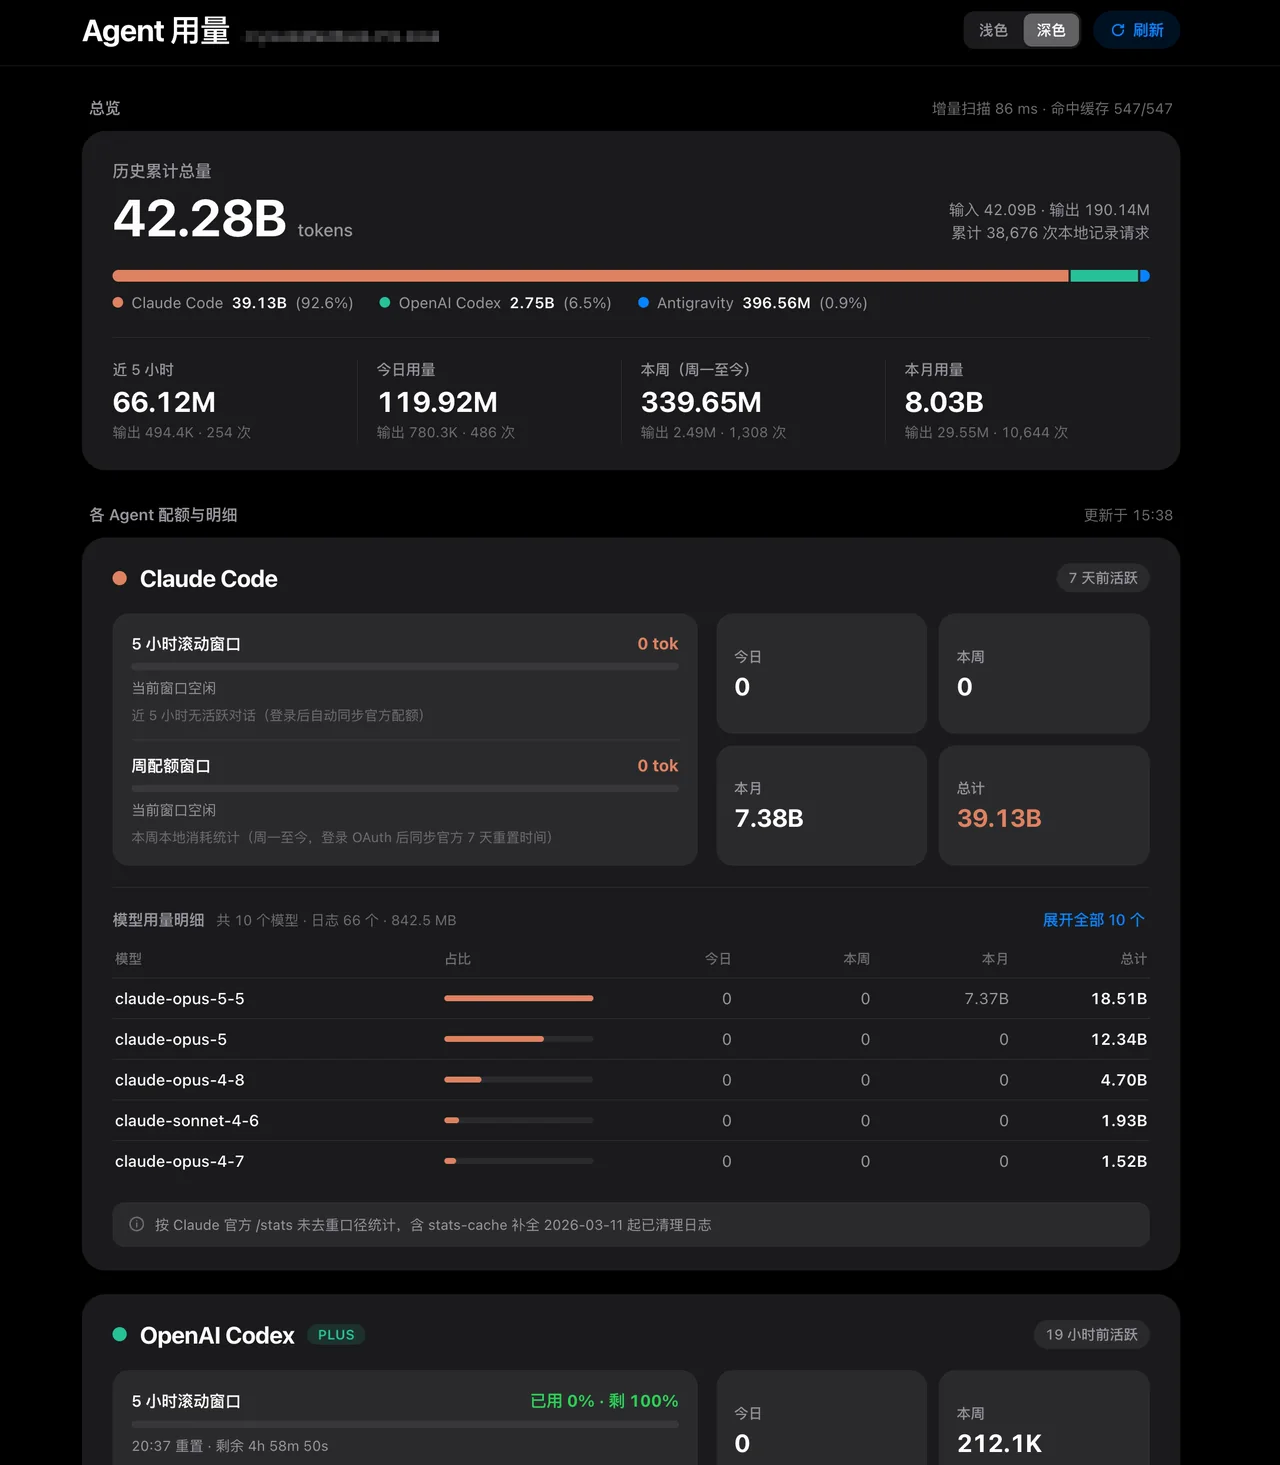 Agent 用量
浅色 深色 刷新
总览 增量扫描 86 ms · 命中缓存 547/547
历史累计总量
42.28B tokens
输入 42.09B · 输出 190.14M
累计 38,676 次本地记录请求
Claude Code 39.13B (92.6%) OpenAI Codex 2.75B (6.5%) Antigravity 396.56M (0.9%)
近 5 小时
66.12M
输出 494.4K · 254 次
今日用量
119.92M
输出 780.3K · 486 次
本周（周一至今）
339.65M
输出 2.49M · 1,308 次
本月用量
8.03B
输出 29.55M · 10,644 次
各 Agent 配额与明细 更新于 15:38
Claude Code 7 天前活跃
5 小时滚动窗口 0 tok
当前窗口空闲
近 5 小时无活跃对话（登录后自动同步官方配额）
周配额窗口 0 tok
当前窗口空闲
本周本地消耗统计（周一至今，登录 OAuth 后同步官方 7 天重置时间）
今日
0
本周
0
本月
7.38B
总计
39.13B
模型用量明细 共 10 个模型 · 日志 66 个 · 842.5 MB 展开全部 10 个
模型 占比 今日 本周 本月 总计
claude-opus-5-5 0 0 7.37B 18.51B
claude-opus-5 0 0 0 12.34B
claude-opus-4-8 0 0 0 4.70B
claude-sonnet-4-6 0 0 0 1.93B
claude-opus-4-7 0 0 0 1.52B
按 Claude 官方 /stats 未去重口径统计，含 stats-cache 补全 2026-03-11 起已清理日志
OpenAI Codex PLUS 19 小时前活跃
5 小时滚动窗口 已用 0% · 剩 100%
20:37 重置 · 剩余 4h 58m 50s
今日
0
本周
212.1K